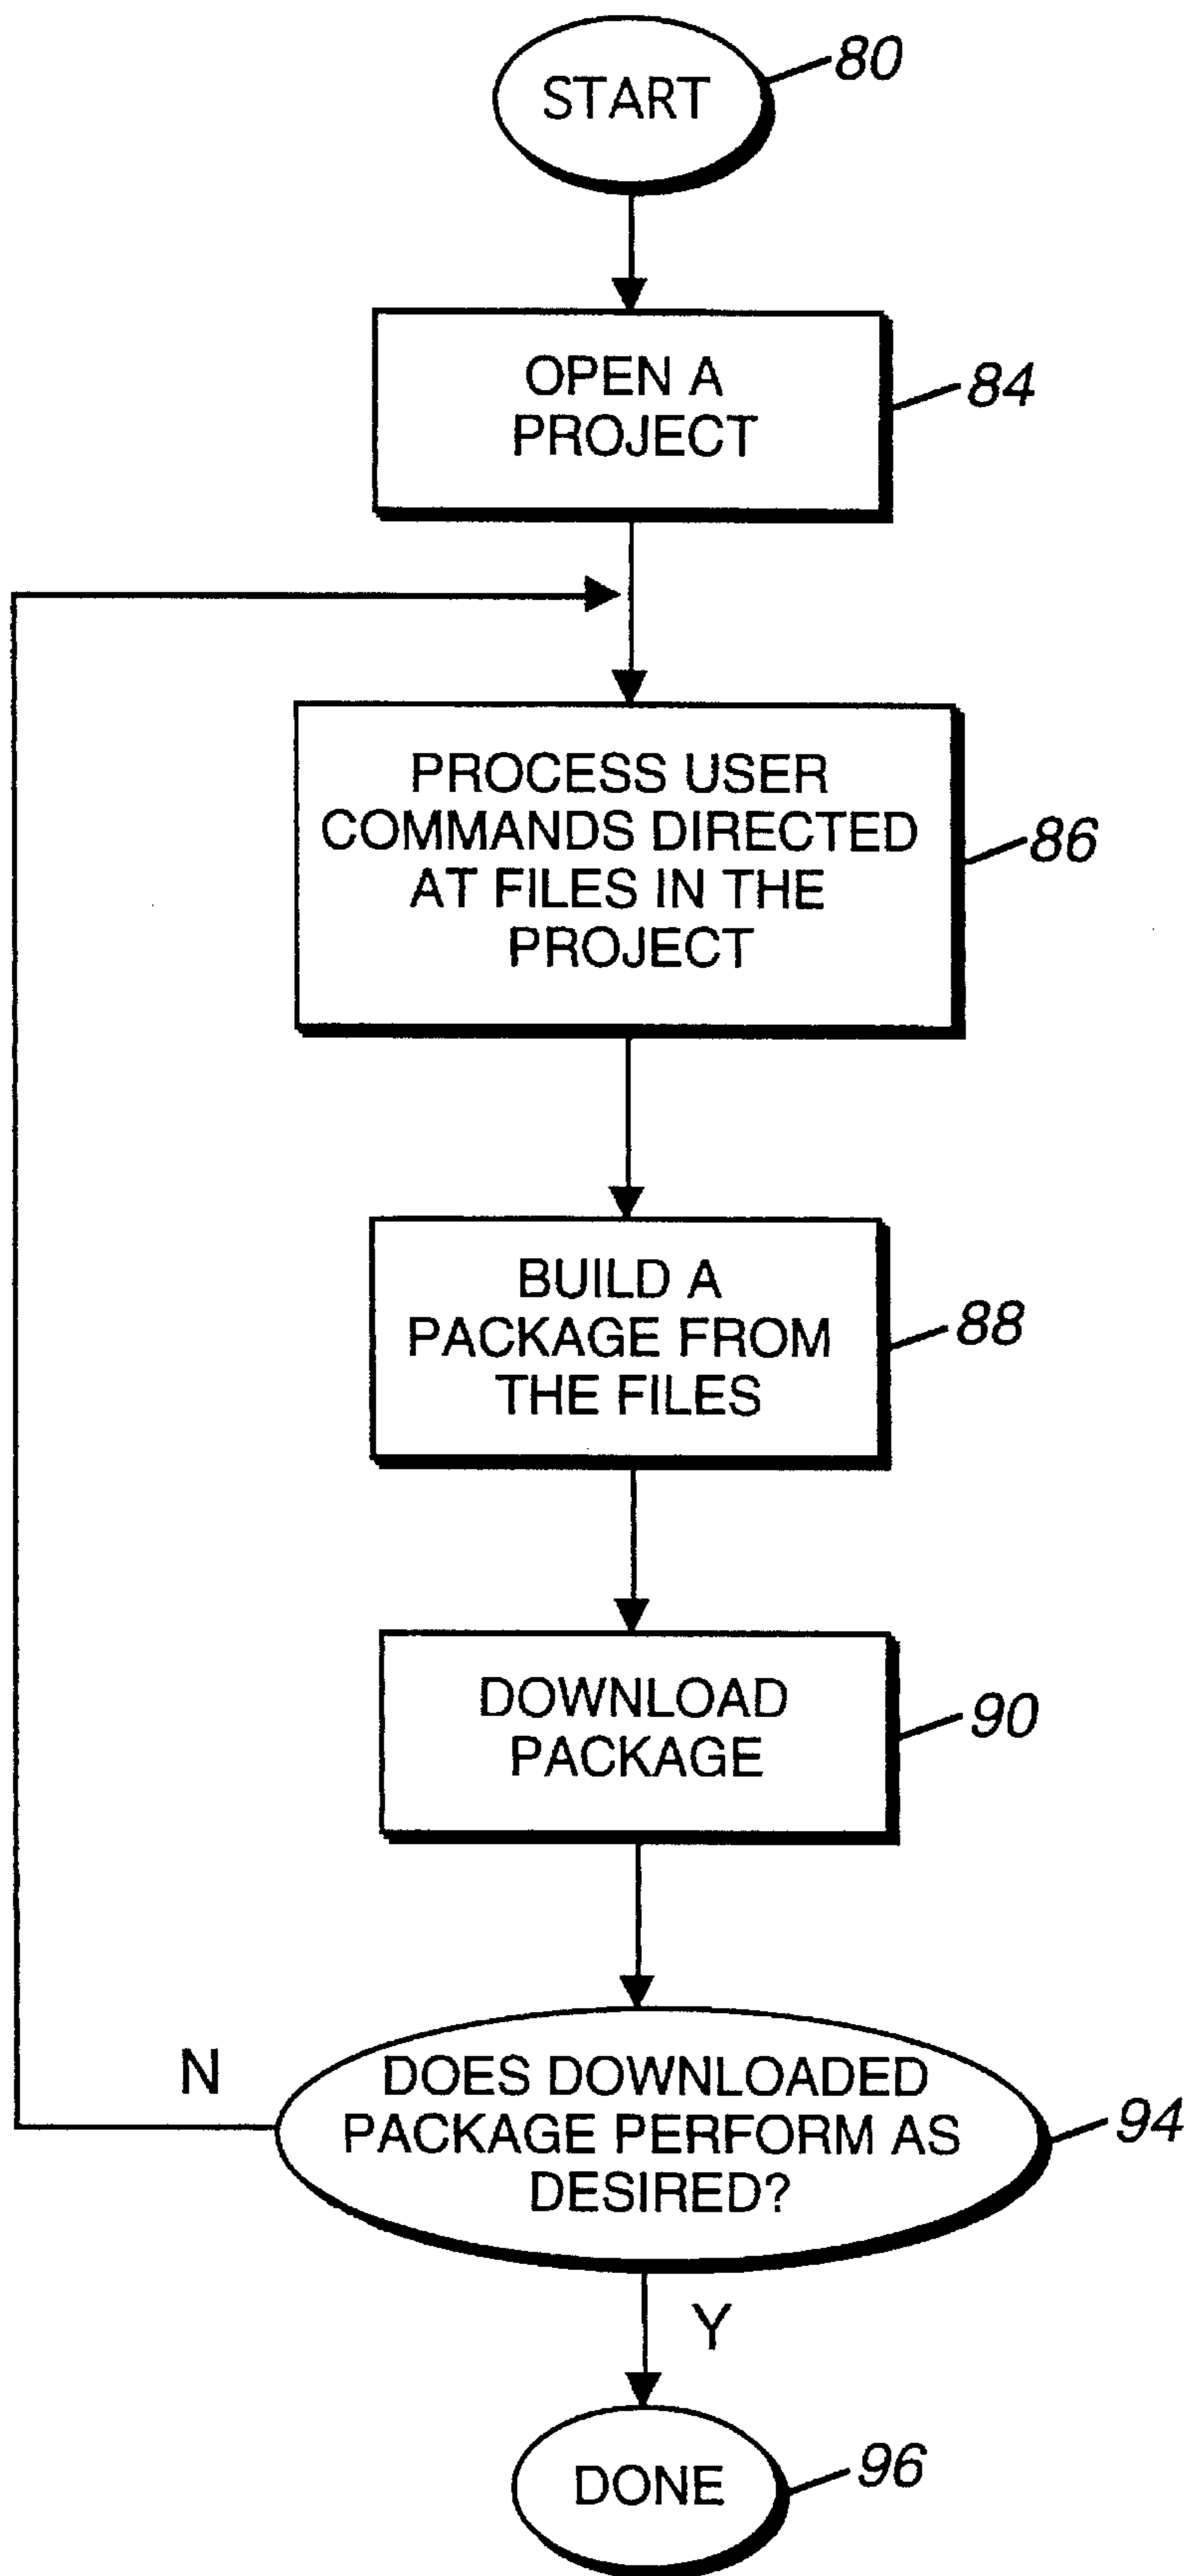 START
80
OPEN A
PROJECT
84
PROCESS USER
COMMANDS DIRECTED
AT FILES IN THE
PROJECT
86
BUILD A
PACKAGE FROM
THE FILES
88
DOWNLOAD
PACKAGE
90
N
DOES DOWNLOADED
PACKAGE PERFORM AS
DESIRED?
94
Y
DONE
96